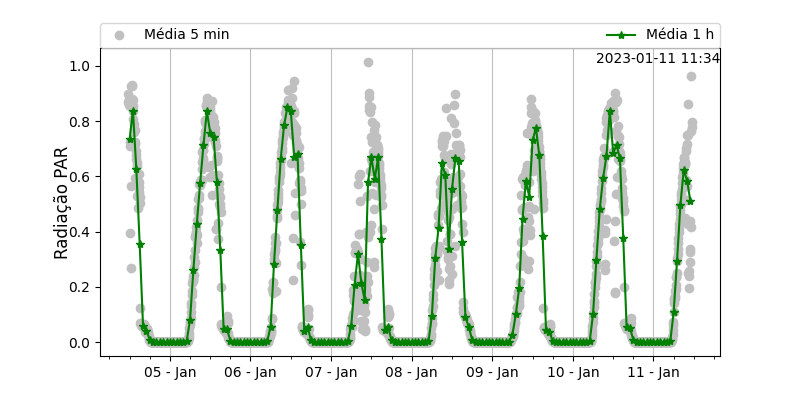 Média 5 min
Média 1 h
2023-01-11 11:34
Radiação PAR
1.0
0.8
0.6
0.4
0.2
0.0
05 - Jan
06 - Jan
07 - Jan
08 - Jan
09 - Jan
10 - Jan
11 - Jan